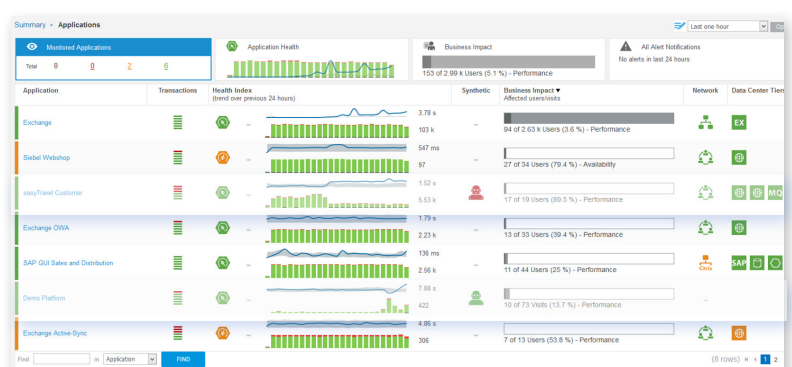 Summary • Applications
Last one hour
Op
Monitored Applications
Total 8 0 2 6
Application Health
Business Impact
153 of 2.99 k Users (5.1 %) - Performance
All Alert Notifications
No alerts in last 24 hours
Application Transactions Health Index Synthetic Business Impact ▼ Network Data Center Tiers
(trend over previous 24 hours) Affected users/visits
Exchange – 3.78 s
103 k – 94 of 2.63 k Users (3.6 %) - Performance EX
Siebel Webshop – 547 ms
97 – 27 of 34 Users (79.4 %) - Availability
easyTravel Customer – 1.62 s
5.53 k 17 of 19 Users (89.5 %) - Performance MQ
Exchange OWA – 1.79 s
2.23 k – 13 of 33 Users (39.4 %) - Performance
SAP GUI Sales and Distribution – 136 ms
2.66 k – 11 of 44 Users (25 %) - Performance Citrix SAP
Demo Platform – 7.88 s
422 10 of 73 Visits (13.7 %) - Performance –
Exchange Active-Sync – 4.86 s
306 – 7 of 13 Users (53.8 %) - Performance
Find in Application FIND (8 rows) 1 2